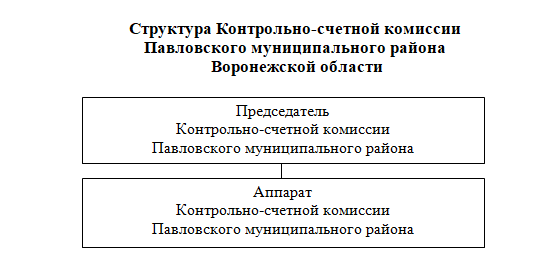 Структура Контрольно-счетной комиссии
Павловского муниципального района
Воронежской области
Председатель
Контрольно-счетной комиссии
Павловского муниципального района
Аппарат
Контрольно-счетной комиссии
Павловского муниципального района